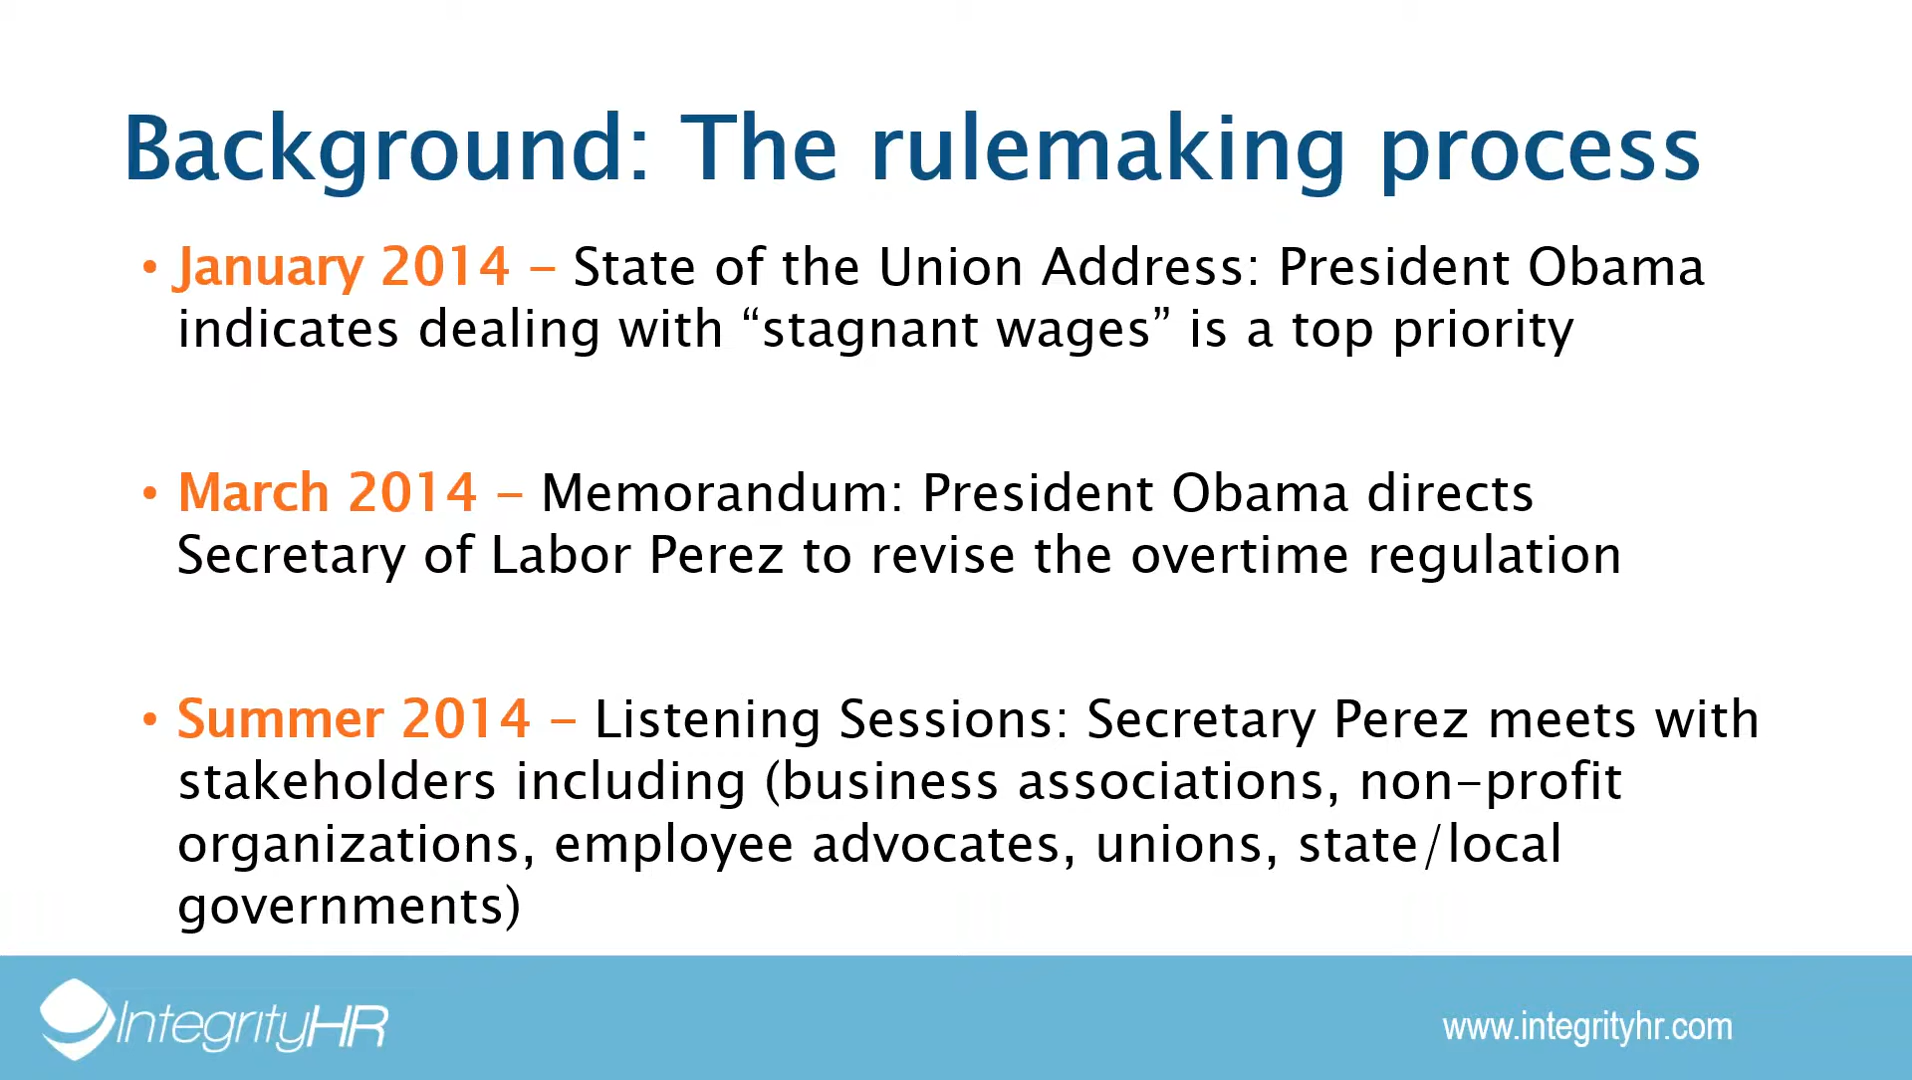 Background: The rulemaking process
• January 2014 – State of the Union Address: President Obama
indicates dealing with “stagnant wages” is a top priority
• March 2014 – Memorandum: President Obama directs
Secretary of Labor Perez to revise the overtime regulation
• Summer 2014 – Listening Sessions: Secretary Perez meets with
stakeholders including (business associations, non-profit
organizations, employee advocates, unions, state/local
governments)
IntegrityHR
www.integrityhr.com